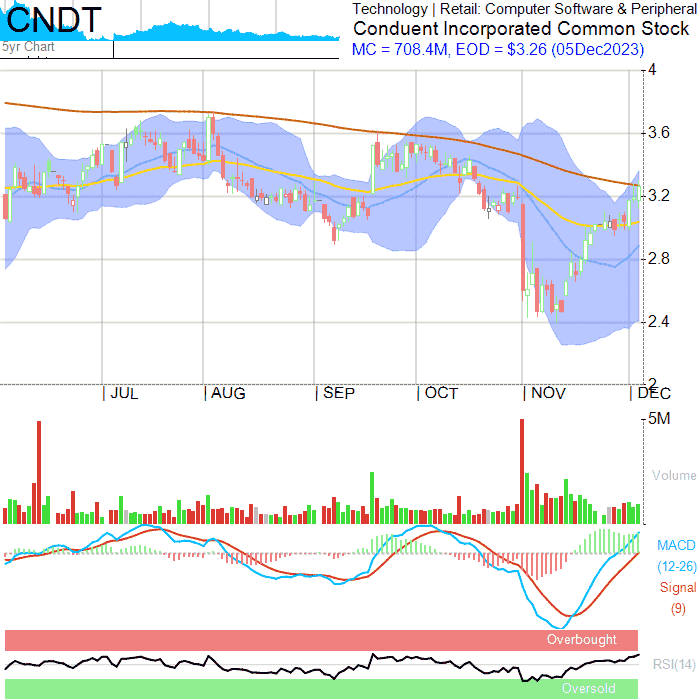 CNDT
5yr Chart
Technology | Retail: Computer Software & Peripheral
Conduent Incorporated Common Stock
MC = 708.4M, EOD = $3.26 (05Dec2023)
4
3.6
3.2
2.8
2.4
2
JUL AUG SEP OCT NOV DEC
5M
Volume
MACD
(12-26)
Signal
(9)
Overbought
RSI(14)
Oversold